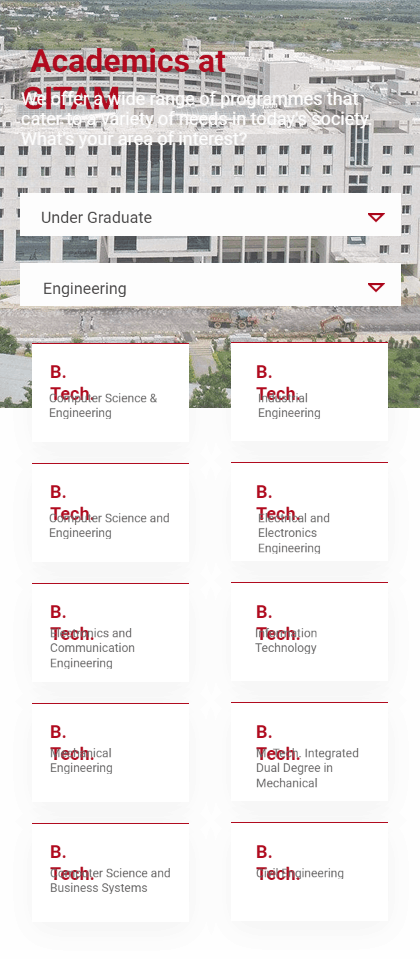 Academics at
GITAM
We offer a wide range of programmes that
cater to a variety of needs in today's society.
What's your area of interest?
Under Graduate
Engineering
B.
Tech.
Computer Science &
Engineering
B.
Tech.
Industrial
Engineering
B.
Tech.
Computer Science and
Engineering
B.
Tech.
Electrical and
Electronics
Engineering
B.
Tech.
Electronics and
Communication
Engineering
B.
Tech.
Information
Technology
B.
Tech.
Mechanical
Engineering
B.
Tech.
M. Tech. Integrated
Dual Degree in
Mechanical
B.
Tech.
Computer Science and
Business Systems
B.
Tech.
Civil Engineering